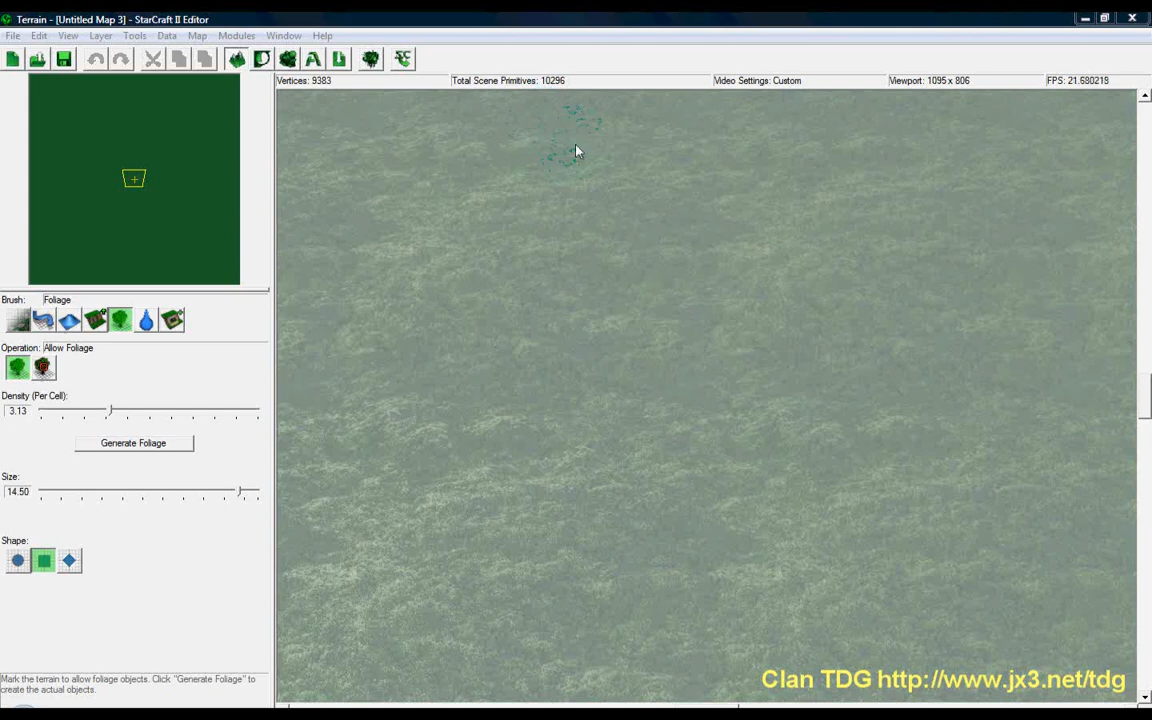 Terrain - [Untitled Map 3] - StarCraft II Editor
File Edit View Layer Tools Data Map Modules Window Help
Vertices: 9383 Total Scene Primitives: 10296 Video Settings: Custom Viewport: 1095 x 806 FPS: 21.680219
Brush: Foliage
Operation: Allow Foliage
Density (Per Cell):
3.13
Generate Foliage
Size:
14.50
Shape:
Mark the terrain to allow foliage objects. Click "Generate Foliage" to
create the actual objects.
Clan TDG http://www.jx3.net/tdg